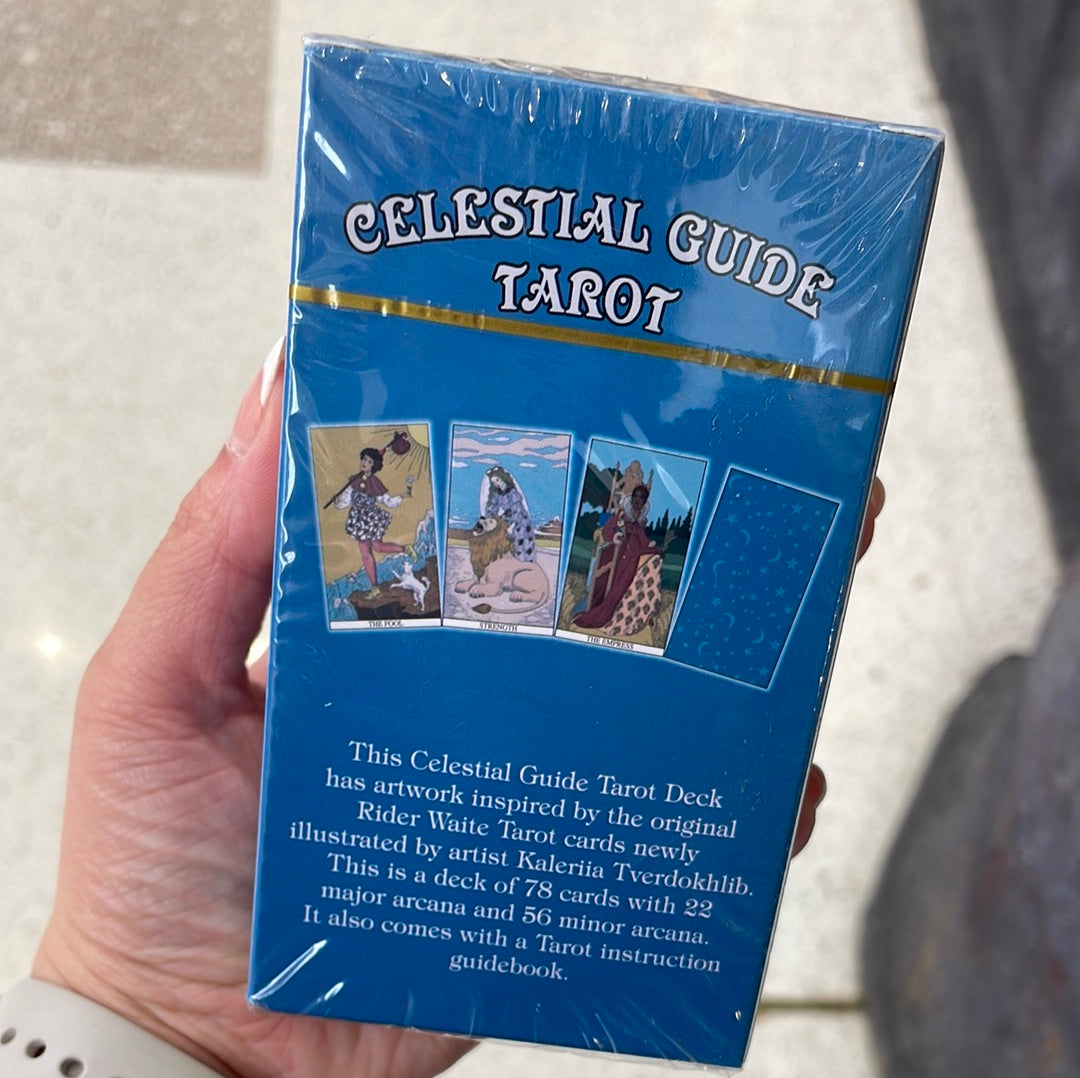 CELESTIAL GUIDE
TAROT
THE FOOL
STRENGTH
THE EMPRESS
This Celestial Guide Tarot Deck
has artwork inspired by the original
Rider Waite Tarot cards newly
illustrated by artist Kaleriia Tverdokhlib.
This is a deck of 78 cards with 22
major arcana and 56 minor arcana.
It also comes with a Tarot instruction
guidebook.